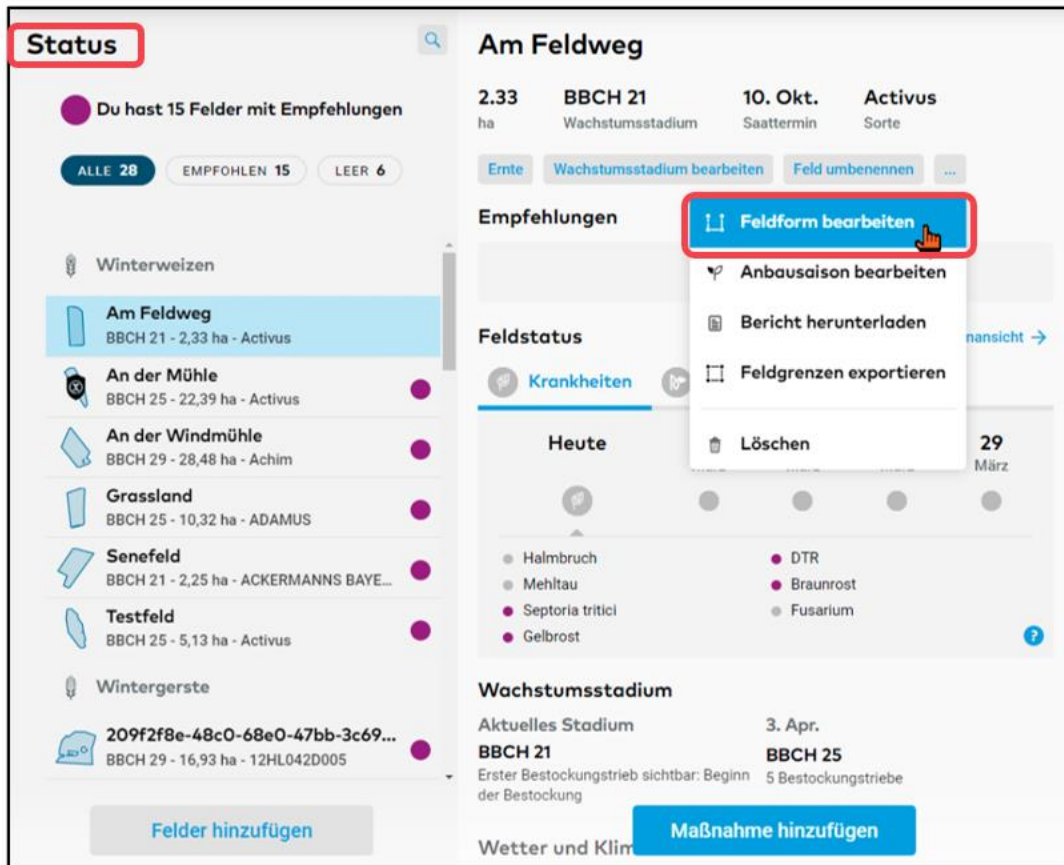 Status
Du hast 15 Felder mit Empfehlungen
ALLE 28 EMPFOHLEN 15 LEER 6
Winterweizen
Am Feldweg
BBCH 21 - 2,33 ha - Activus
An der Mühle
BBCH 25 - 22,39 ha - Activus
An der Windmühle
BBCH 29 - 28,48 ha - Achim
Grassland
BBCH 25 - 10,32 ha - ADAMUS
Senefeld
BBCH 21 - 2,25 ha - ACKERMANNS BAYE...
Testfeld
BBCH 25 - 5,13 ha - Activus
Wintergerste
209f2f8e-48c0-68e0-47bb-3c69...
BBCH 29 - 16,93 ha - 12HL042D005
Felder hinzufügen
Am Feldweg
2.33 BBCH 21 10. Okt. Activus
ha Wachstumsstadium Saattermin Sorte
Ernte Wachstumsstadium bearbeiten Feld umbenennen ...
Empfehlungen
Feldform bearbeiten
Anbausaison bearbeiten
Bericht herunterladen
Feldgrenzen exportieren
Löschen
Feldstatus nansicht →
Krankheiten
Heute 29
März
Halmbruch DTR
Mehltau Braunrost
Septoria tritici Fusarium
Gelbrost
?
Wachstumsstadium
Aktuelles Stadium 3. Apr.
BBCH 21 BBCH 25
Erster Bestockungstrieb sichtbar: Beginn 5 Bestockungstriebe
der Bestockung
Wetter und Klim
Maßnahme hinzufügen